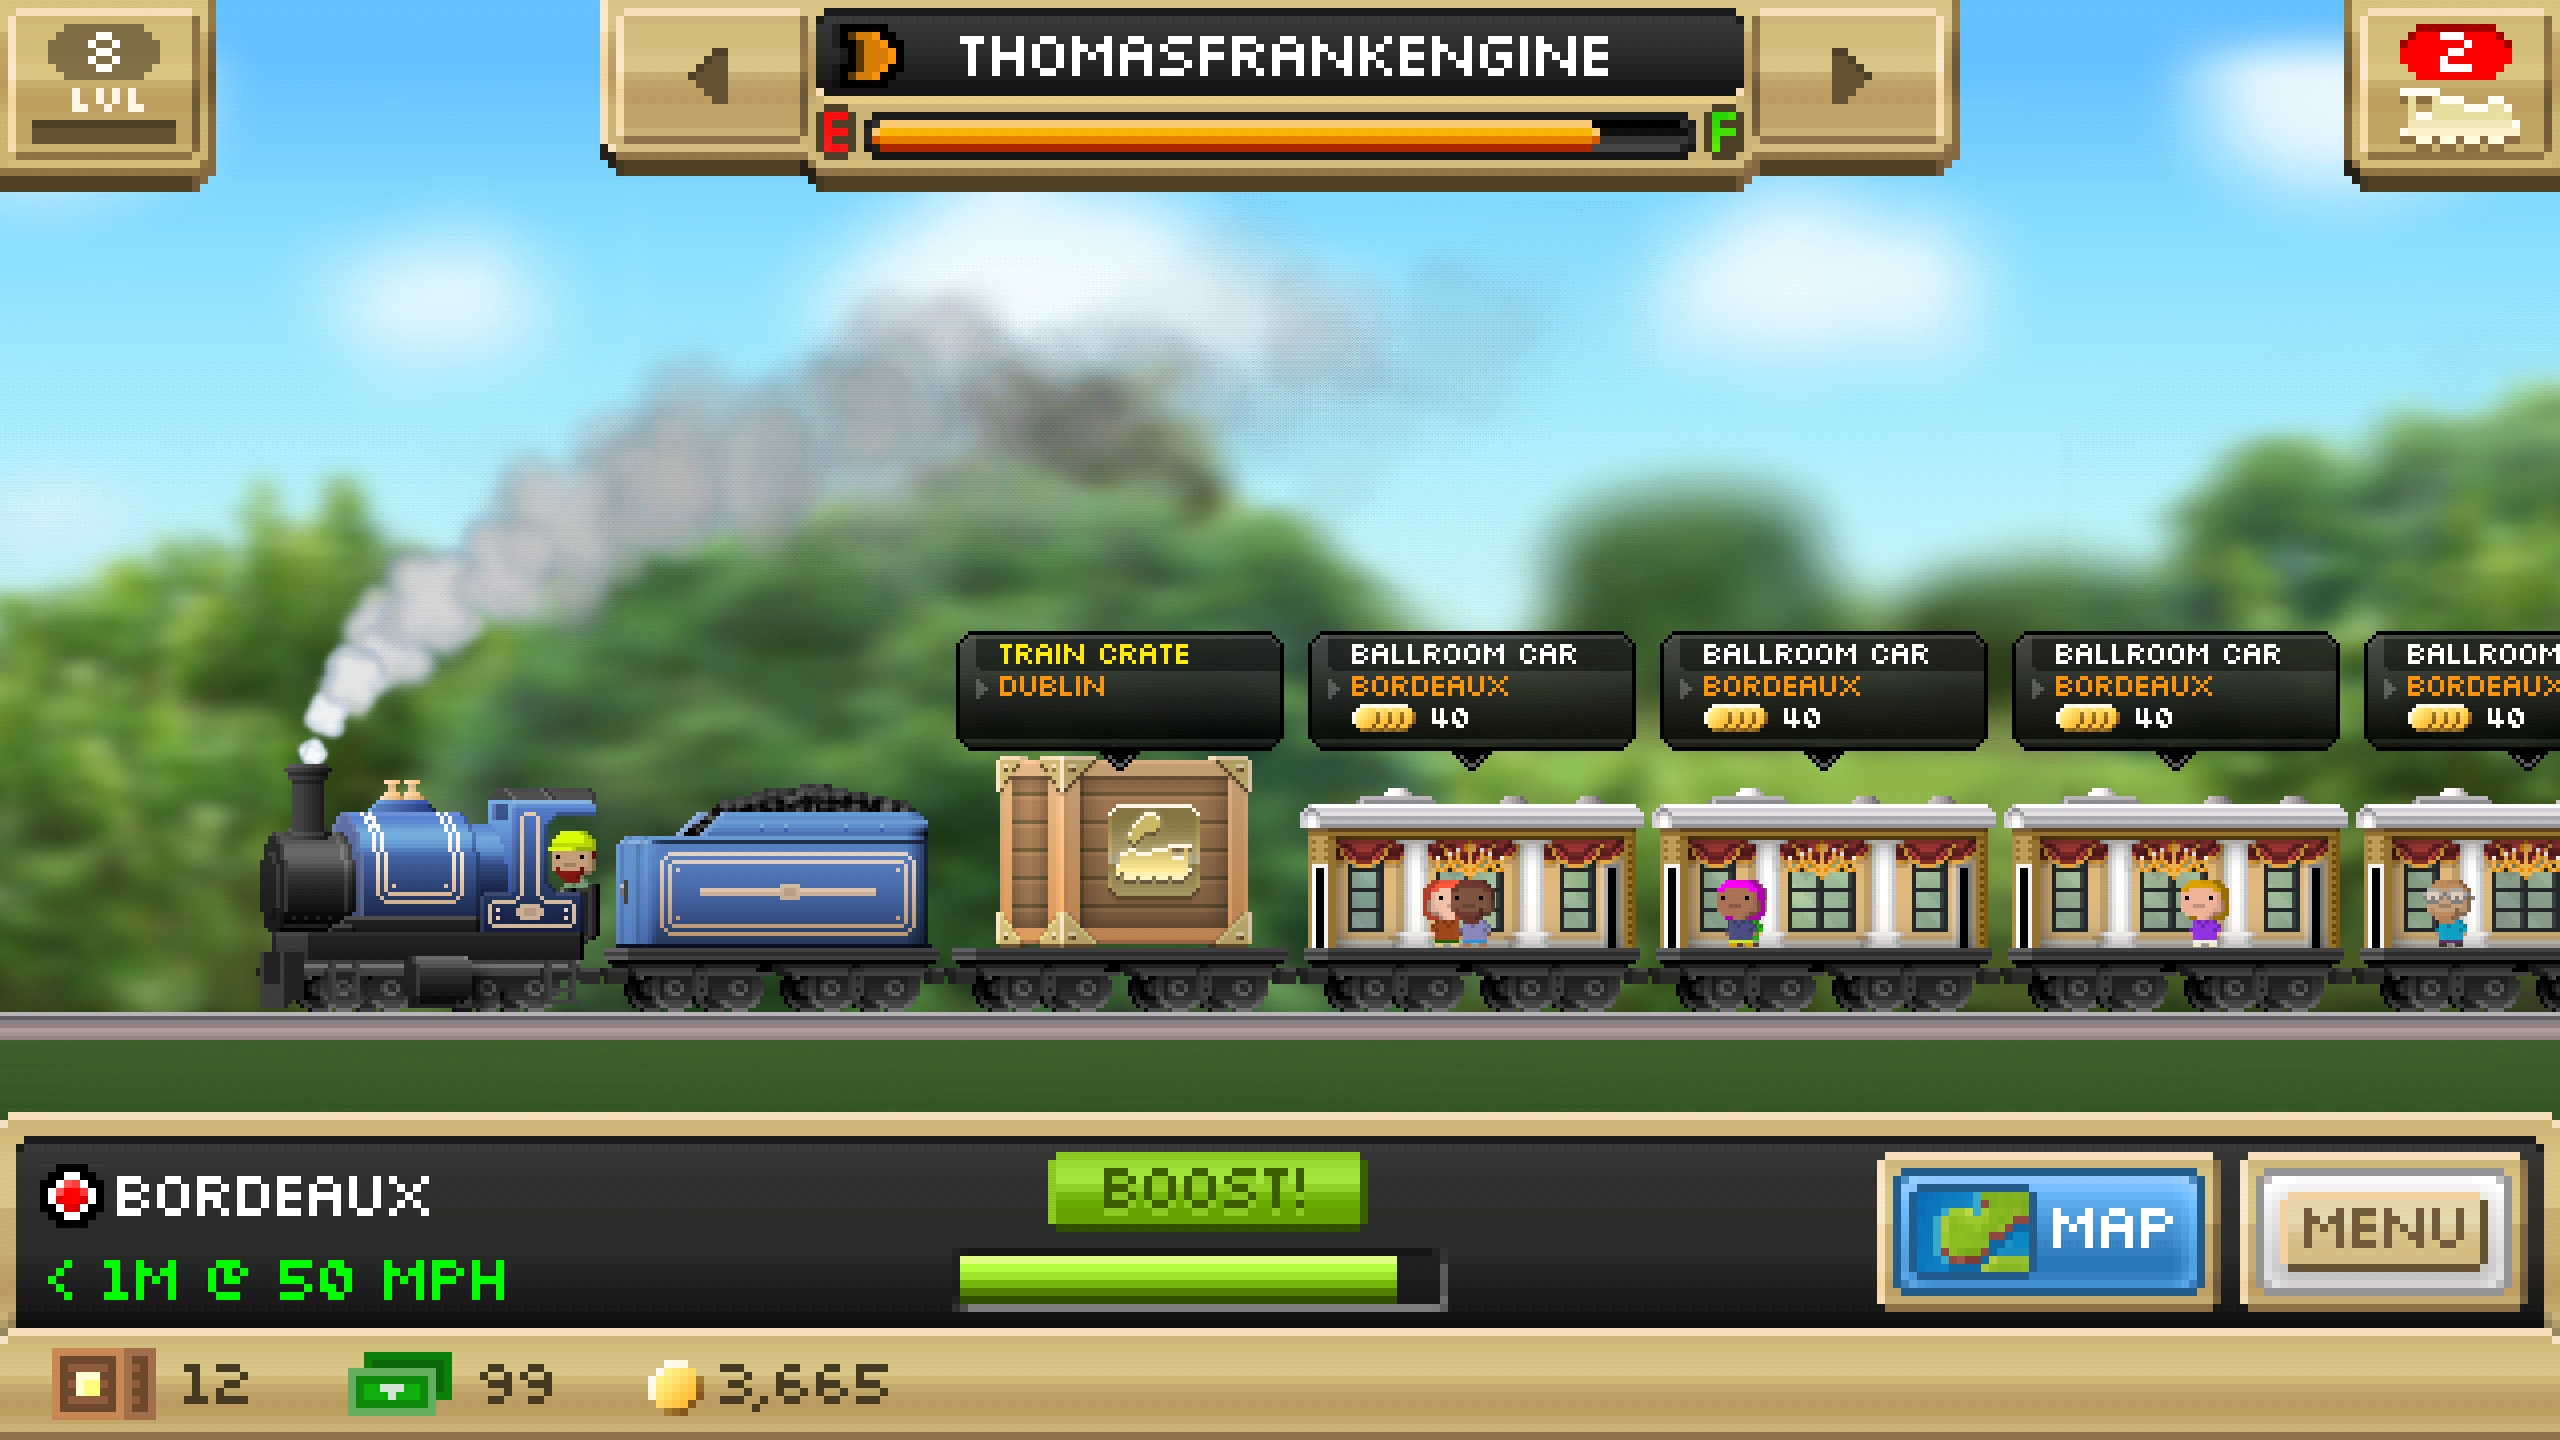 8
LVL
THOMASFRANKENGINE
E F
2
TRAIN CRATE
DUBLIN
BALLROOM CAR
BORDEAUX
40
BALLROOM CAR
BORDEAUX
40
BALLROOM CAR
BORDEAUX
40
BALLROOM
BORDEAUX
40
BORDEAUX
< 1M @ 50 MPH
BOOST!
MAP
MENU
12
99
3,665